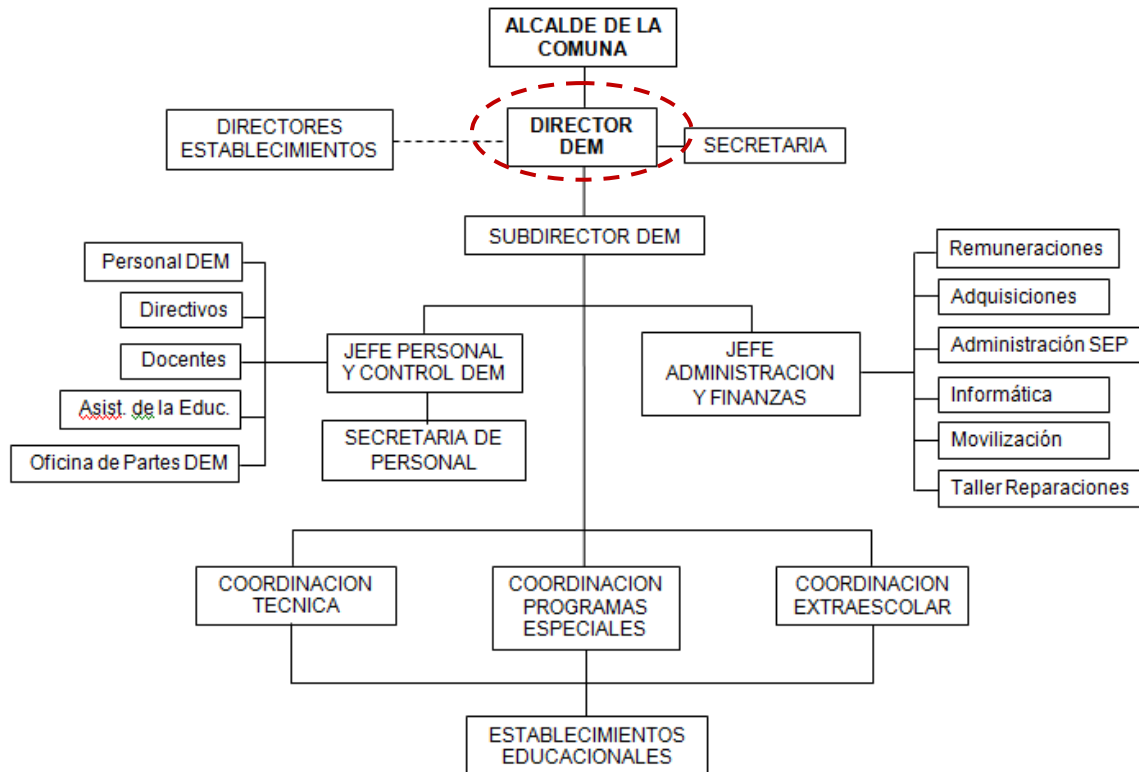 ALCALDE DE LA
COMUNA
DIRECTORES
ESTABLECIMIENTOS
DIRECTOR
DEM
SECRETARIA
SUBDIRECTOR DEM
Personal DEM
Directivos
Docentes
Asist. de la Educ.
Oficina de Partes DEM
JEFE PERSONAL
Y CONTROL DEM
SECRETARIA DE
PERSONAL
JEFE
ADMINISTRACION
Y FINANZAS
Remuneraciones
Adquisiciones
Administración SEP
Informática
Movilización
Taller Reparaciones
COORDINACION
TECNICA
COORDINACION
PROGRAMAS
ESPECIALES
COORDINACION
EXTRAESCOLAR
ESTABLECIMIENTOS
EDUCACIONALES